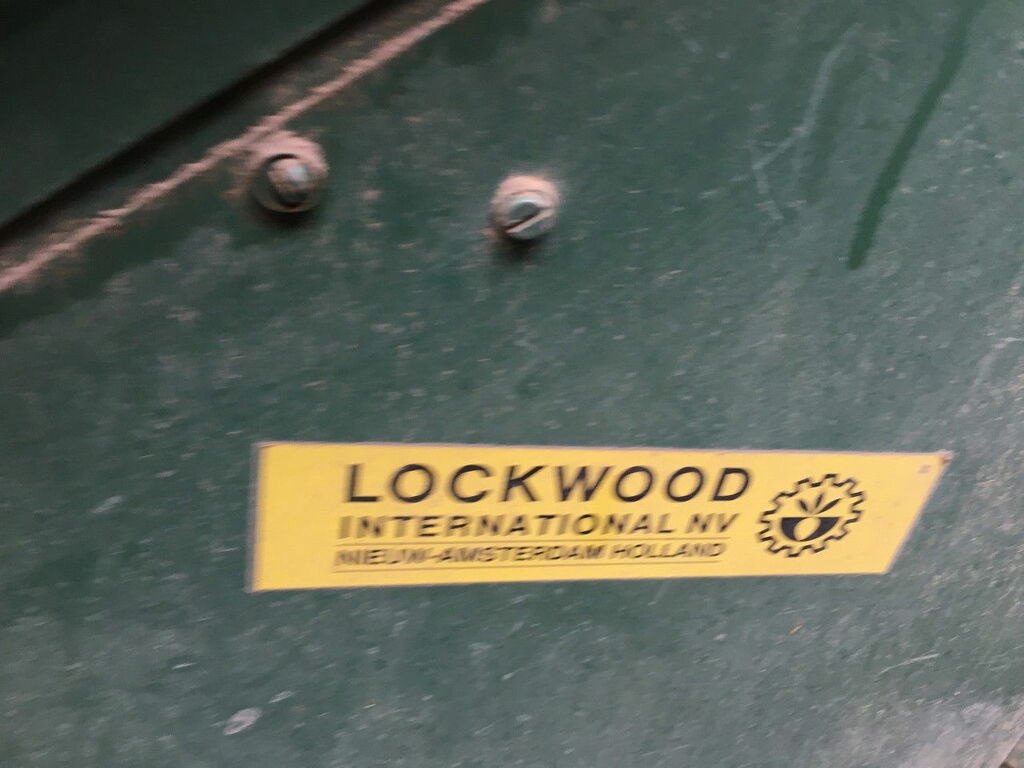 LOCKWOOD
INTERNATIONAL NV
NIEUW-AMSTERDAM HOLLAND